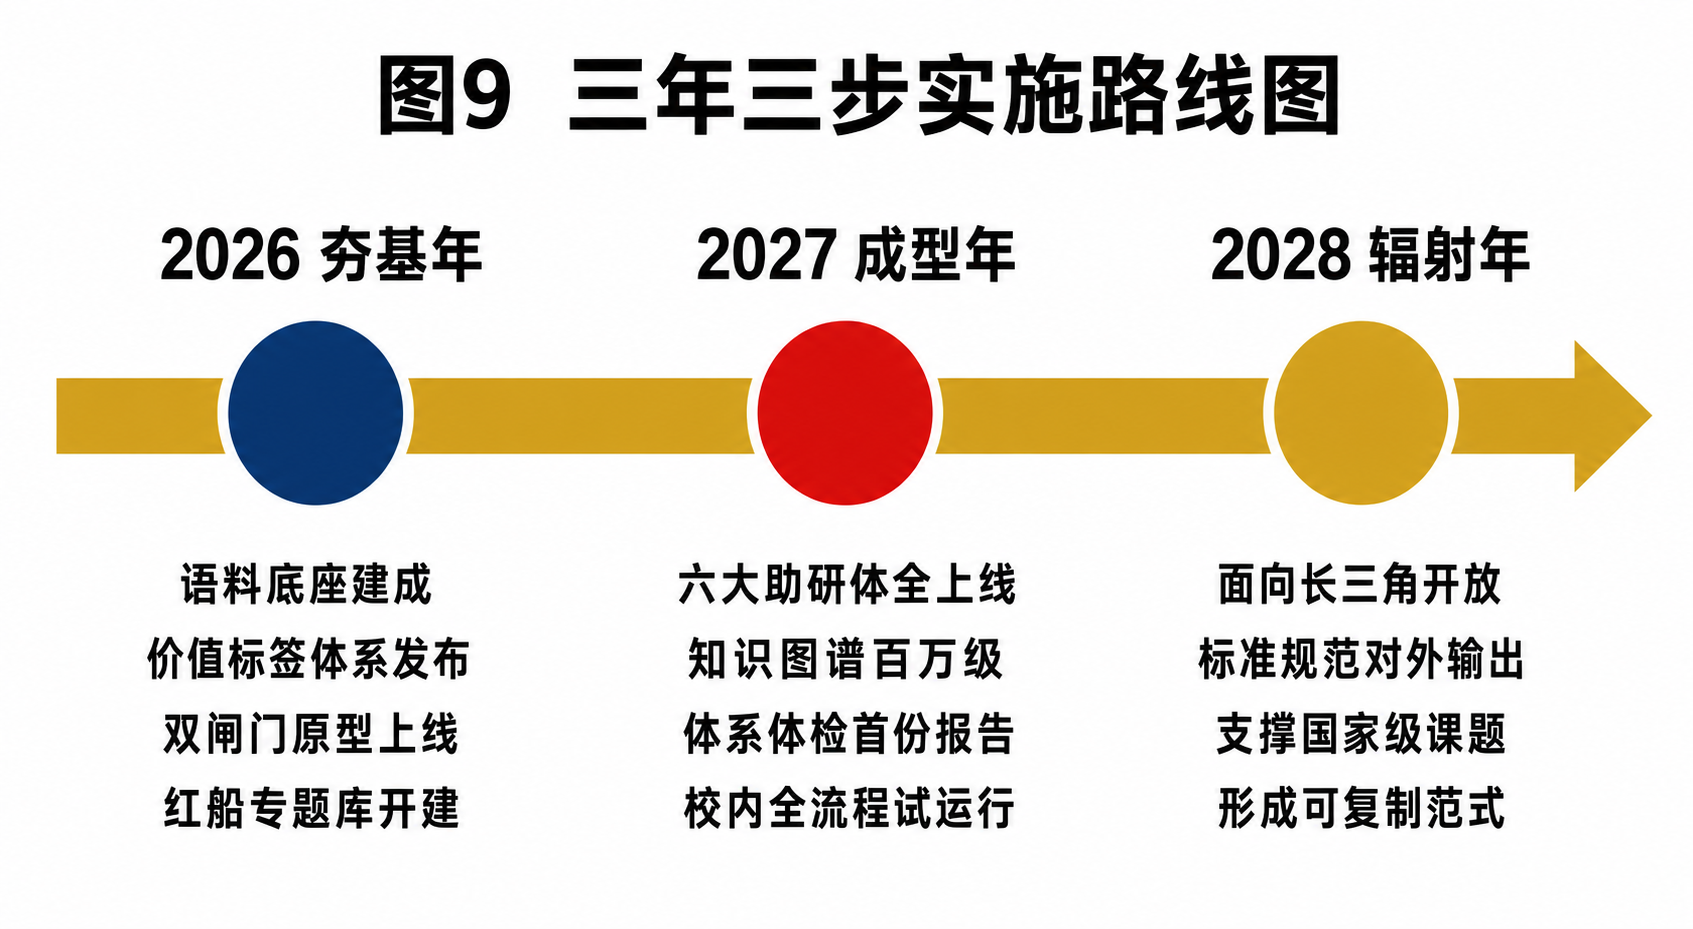 图9 三年三步实施路线图
2026 夯基年
2027 成型年
2028 辐射年
语料底座建成
价值标签体系发布
双闸门原型上线
红船专题库开建
六大助研体全上线
知识图谱百万级
体系体检首份报告
校内全流程试运行
面向长三角开放
标准规范对外输出
支撑国家级课题
形成可复制范式